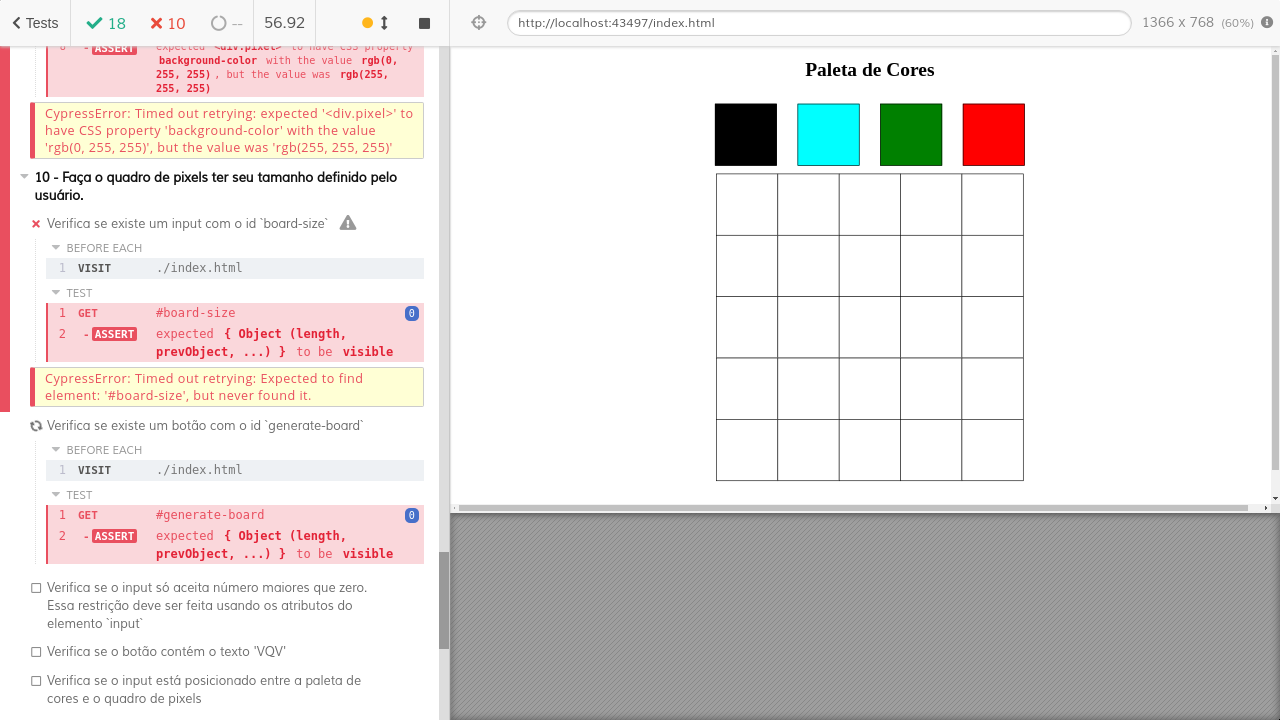 Tests
18
10
--
56.92
http://localhost:43497/index.html
1366 x 768 (60%)
6 -ASSERT expected <div.pixel> to have CSS property
background-color with the value rgb(0,
255, 255), but the value was rgb(255,
255, 255)
CypressError: Timed out retrying: expected '<div.pixel>' to
have CSS property 'background-color' with the value
'rgb(0, 255, 255)', but the value was 'rgb(255, 255, 255)'
10 - Faça o quadro de pixels ter seu tamanho definido pelo
usuário.
Verifica se existe um input com o id `board-size`
BEFORE EACH
1 VISIT ./index.html
TEST
1 GET #board-size 0
2 -ASSERT expected { Object (length,
prevObject, ...) } to be visible
CypressError: Timed out retrying: Expected to find
element: '#board-size', but never found it.
Verifica se existe um botão com o id `generate-board`
BEFORE EACH
1 VISIT ./index.html
TEST
1 GET #generate-board 0
2 -ASSERT expected { Object (length,
prevObject, ...) } to be visible
Verifica se o input só aceita número maiores que zero.
Essa restrição deve ser feita usando os atributos do
elemento `input`
Verifica se o botão contém o texto 'VQV'
Verifica se o input está posicionado entre a paleta de
cores e o quadro de pixels
Paleta de Cores